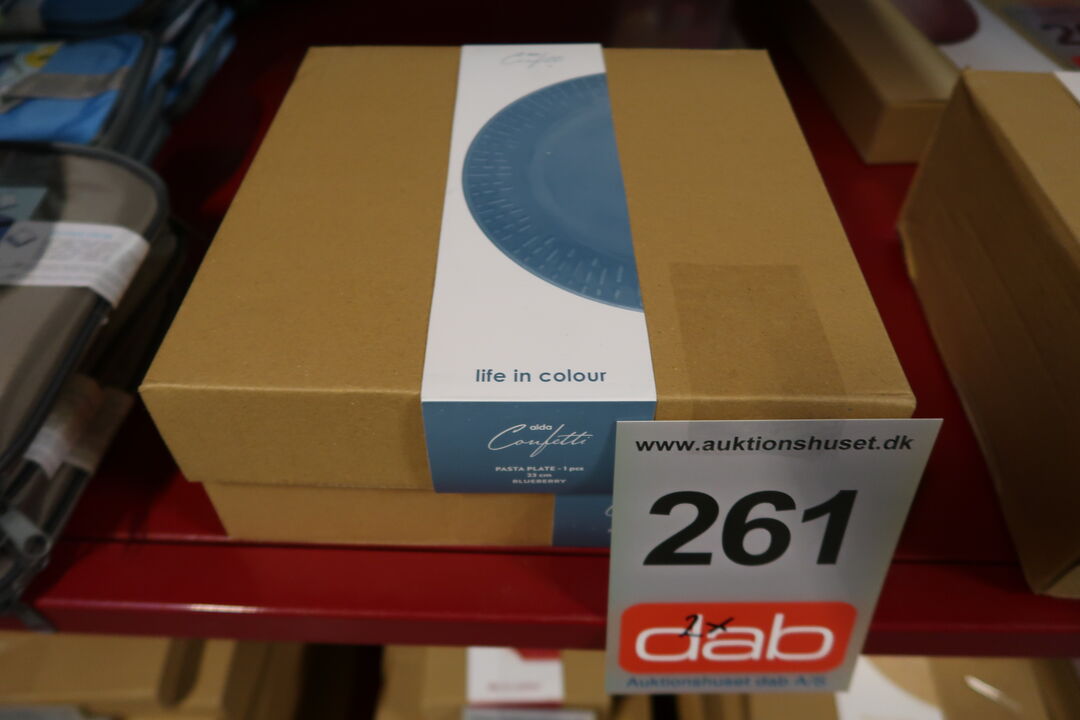 Confetti
life in colour
aida
Confetti
PASTA PLATE - 1 pcs
23 cm
BLUEBERRY
www.auktionshuset.dk
261
2x
dab
Auktionshuset dab A/S